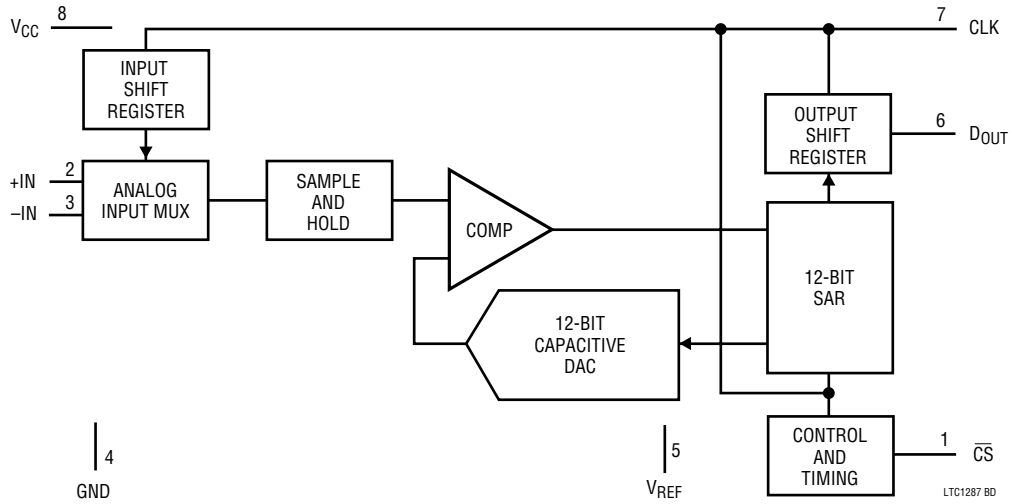 VCC
8
7
CLK
INPUT
SHIFT
REGISTER
OUTPUT
SHIFT
REGISTER
6
DOUT
+IN
2
–IN
3
ANALOG
INPUT MUX
SAMPLE
AND
HOLD
COMP
12-BIT
SAR
12-BIT
CAPACITIVE
DAC
4
GND
5
VREF
CONTROL
AND
TIMING
1
CS
LTC1287 BD